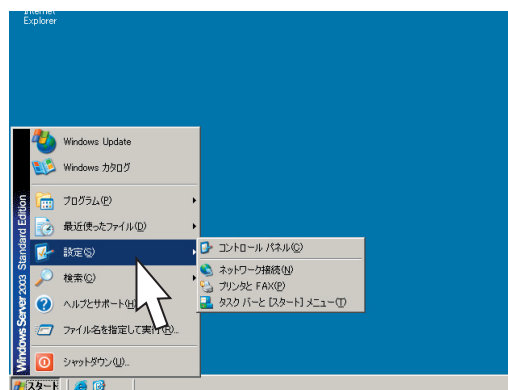 Internet
Explorer
Windows Update
Windows カタログ
プログラム(P)
最近使ったファイル(D)
設定(S)
検索(C)
ヘルプとサポート(H)
ファイル名を指定して実行(R)...
シャットダウン(U)...
Windows Server 2003 Standard Edition
コントロール パネル(C)
ネットワーク接続(N)
プリンタと FAX(P)
タスク バーと [スタート] メニュー(T)
スタート